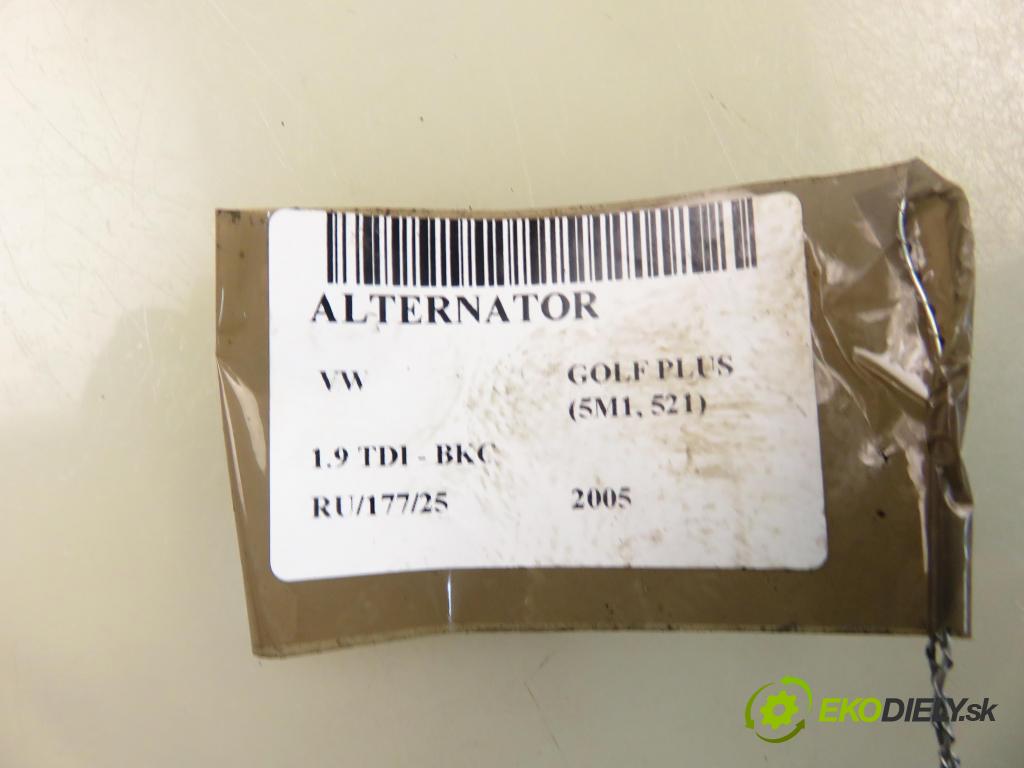 ALTERNATOR
VW GOLF PLUS
(5M1, 521)
1.9 TDI - BKC
RU/177/25 2005
EKODIELY.sk